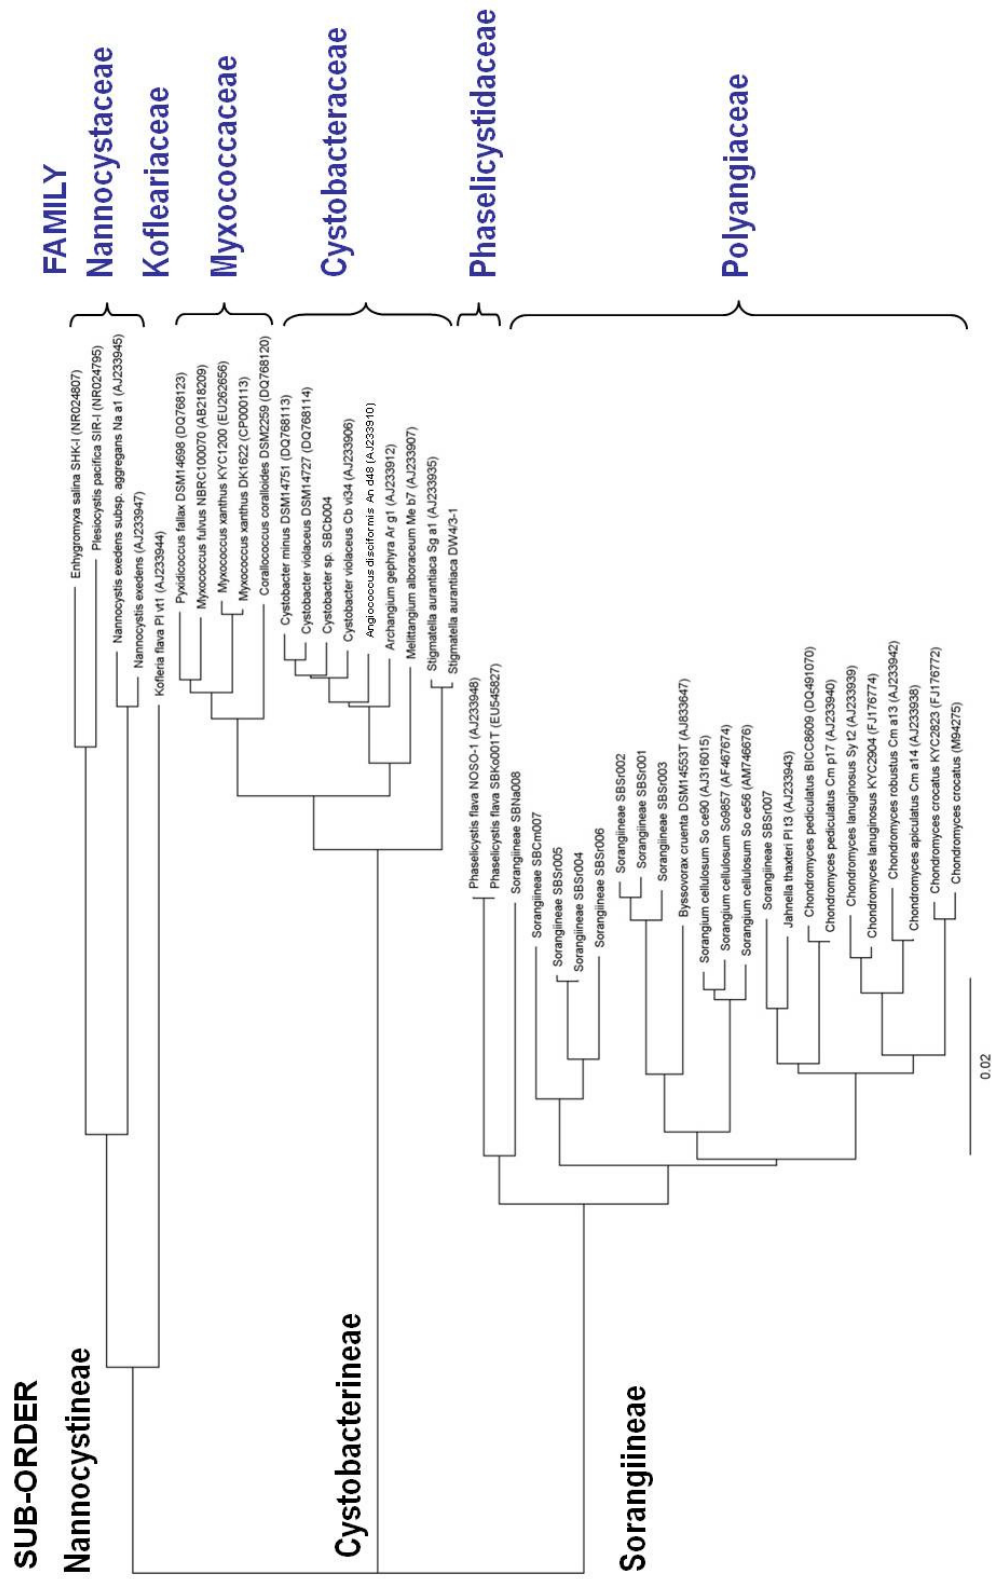 SUB-ORDER
FAMILY
Nannocystineae
Cystobacterineae
Sorangiineae
Enhygromyxa salina SHK-I (NR024807)
Plesiocystis pacifica SIR-I (NR024795)
Nannocystis exedens subsp. aggregans Na a1 (AJ233945)
Nannocystis exedens (AJ233947)
Kofleria flava Pl vt1 (AJ233944)
Pyxidicoccus fallax DSM14698 (DQ768123)
Myxococcus fulvus NBRC100070 (AB218209)
Myxococcus xanthus KYC1200 (EU262656)
Myxococcus xanthus DK1622 (CP000113)
Corallococcus coralloides DSM2259 (DQ768120)
Cystobacter minus DSM14751 (DQ768113)
Cystobacter violaceus DSM14727 (DQ768114)
Cystobacter sp. SBCb004
Cystobacter violaceus Cb vi34 (AJ233906)
Angiococcus disciformis An da8 (AJ233910)
Archangium gephyra Ar g1 (AJ233912)
Melittangium alboraceum Me b7 (AJ233907)
Stigmatella aurantiaca Sg a1 (AJ233935)
Stigmatella aurantiaca DW4/3-1
Phaselicystis flava NOSO-1 (AJ233948)
Phaselicystis flava SBKo001T (EU545827)
Sorangiineae SBNa008
Sorangiineae SBCm007
Sorangiineae SBSr005
Sorangiineae SBSr004
Sorangiineae SBSr006
Sorangiineae SBSr002
Sorangiineae SBSr001
Sorangiineae SBSr003
Byssovorax cruenta DSM14553T (AJ833647)
Sorangium cellulosum So ce90 (AJ316015)
Sorangium cellulosum So9857 (AF467674)
Sorangium cellulosum So ce56 (AM746676)
Sorangiineae SBSr007
Jahnella thaxteri Pl t3 (AJ233943)
Chondromyces pediculatus BICC8609 (DQ491070)
Chondromyces pediculatus Cm p17 (AJ233940)
Chondromyces lanuginosus Sy t2 (AJ233939)
Chondromyces lanuginosus KYC2904 (FJ176774)
Chondromyces robustus Cm a13 (AJ233942)
Chondromyces apiculatus Cm a14 (AJ233938)
Chondromyces crocatus KYC2823 (FJ176772)
Chondromyces crocatus (M94275)
0.02
Nannocystaceae
Kofleariaceae
Myxococcaceae
Cystobacteraceae
Phaselicystidaceae
Polyangiaceae